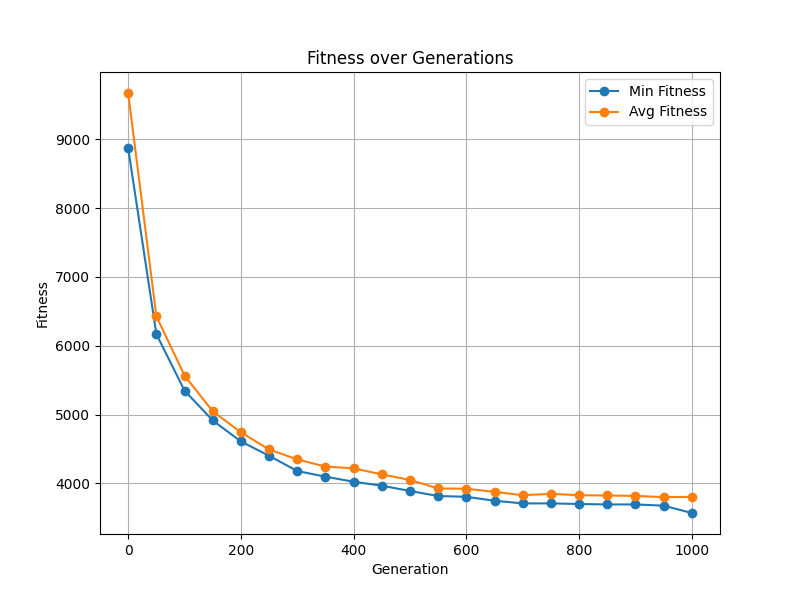 Fitness over Generations
Min Fitness
Avg Fitness
9000
8000
7000
6000
5000
4000
Fitness
0 200 400 600 800 1000
Generation